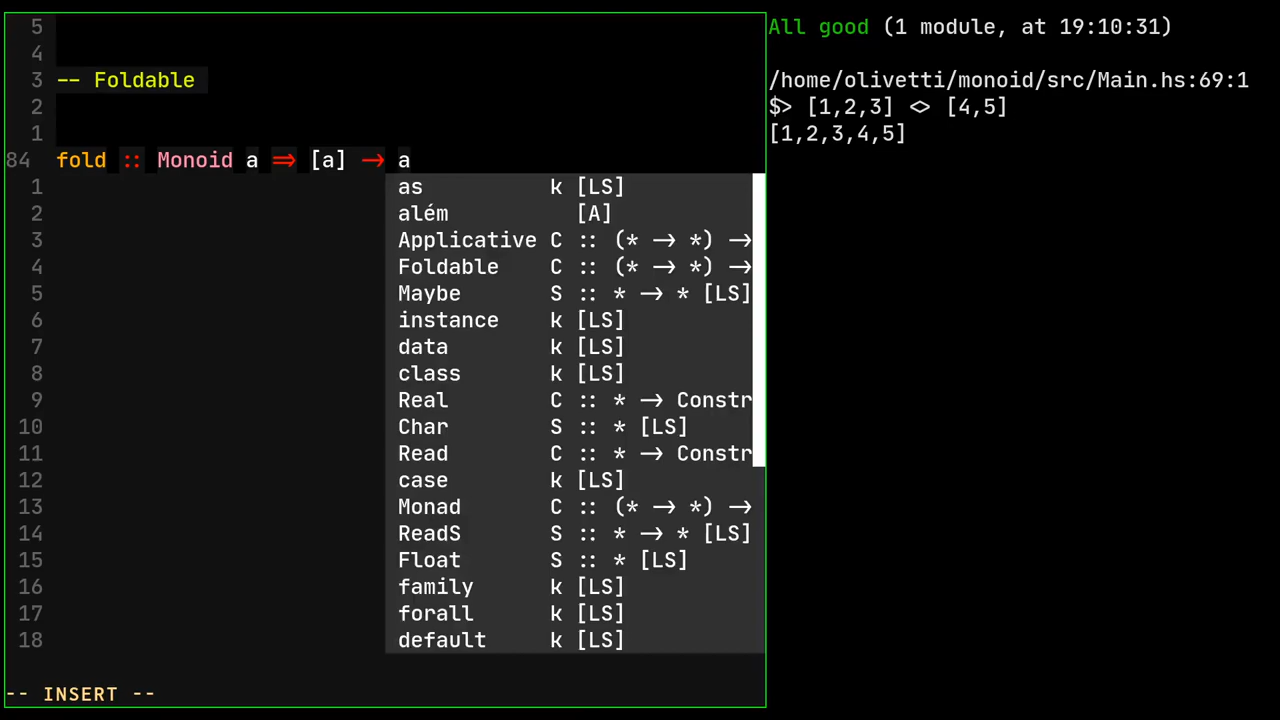 5
4
3 -- Foldable
2
1
84 fold :: Monoid a => [a] -> a
1 as k [LS]
2 além [A]
3 Applicative C :: (* -> *) ->
4 Foldable C :: (* -> *) ->
5 Maybe S :: * -> * [LS]
6 instance k [LS]
7 data k [LS]
8 class k [LS]
9 Real C :: * -> Constr
10 Char S :: * [LS]
11 Read C :: * -> Constr
12 case k [LS]
13 Monad C :: (* -> *) ->
14 ReadS S :: * -> * [LS]
15 Float S :: * [LS]
16 family k [LS]
17 forall k [LS]
18 default k [LS]
-- INSERT --
All good (1 module, at 19:10:31)
/home/olivetti/monoid/src/Main.hs:69:1
$> [1,2,3] <> [4,5]
[1,2,3,4,5]